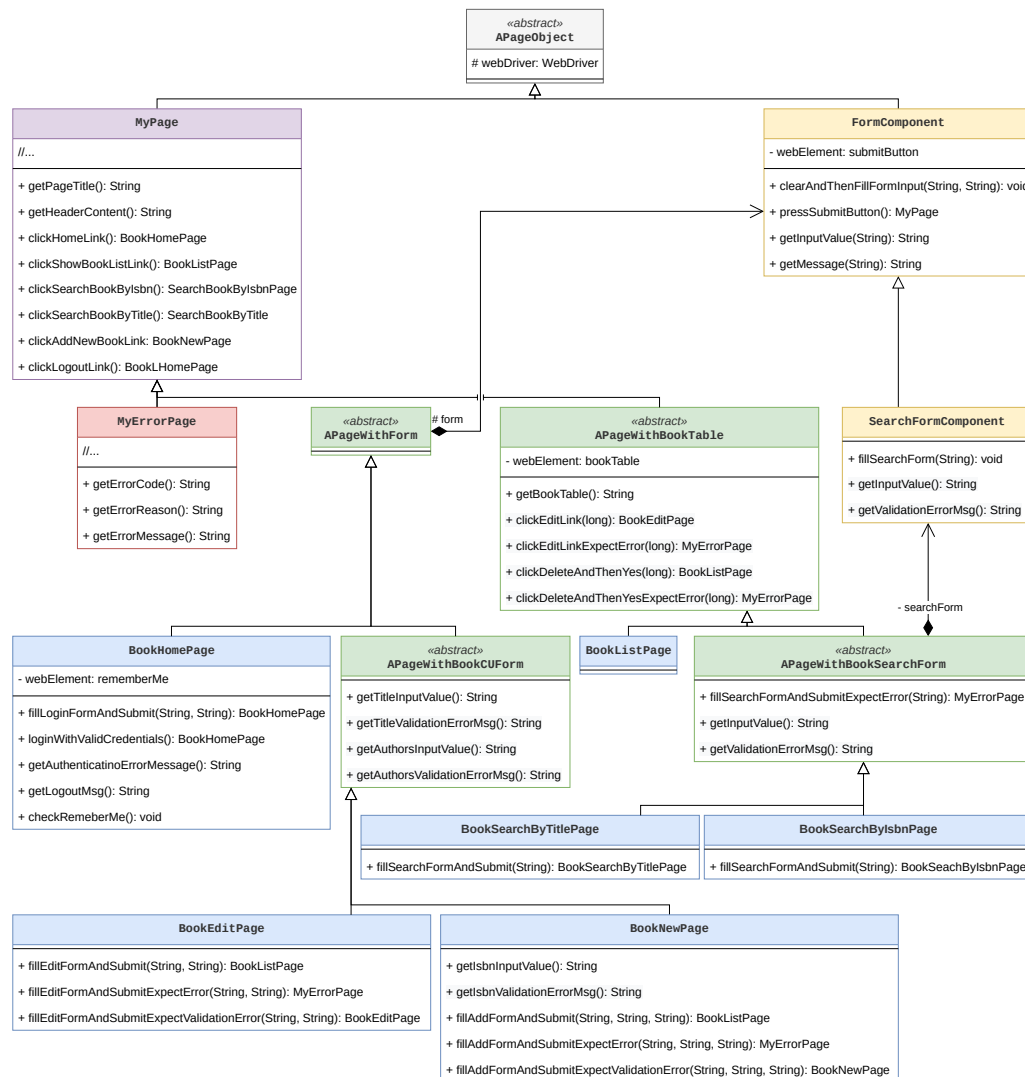 «abstract»
APageObject
# webDriver: WebDriver
MyPage
//...
+ getPageTitle(): String
+ getHeaderContent(): String
+ clickHomeLink(): BookHomePage
+ clickShowBookListLink(): BookListPage
+ clickSearchBookByIsbn(): SearchBookByIsbnPage
+ clickSearchBookByTitle(): SearchBookByTitle
+ clickAddNewBookLink: BookNewPage
+ clickLogoutLink(): BookLHomePage
FormComponent
- webElement: submitButton
+ clearAndThenFillFormInput(String, String): void
+ pressSubmitButton(): MyPage
+ getInputValue(String): String
+ getMessage(String): String
MyErrorPage
//...
+ getErrorCode(): String
+ getErrorReason(): String
+ getErrorMessage(): String
«abstract»
APageWithForm
# form
«abstract»
APageWithBookTable
- webElement: bookTable
+ getBookTable(): String
+ clickEditLink(long): BookEditPage
+ clickEditLinkExpectError(long): MyErrorPage
+ clickDeleteAndThenYes(long): BookListPage
+ clickDeleteAndThenYesExpectError(long): MyErrorPage
SearchFormComponent
+ fillSearchForm(String): void
+ getInputValue(): String
+ getValidationErrorMsg(): String
- searchForm
BookHomePage
- webElement: rememberMe
+ fillLoginFormAndSubmit(String, String): BookHomePage
+ loginWithValidCredentials(): BookHomePage
+ getAuthenticatinoErrorMessage(): String
+ getLogoutMsg(): String
+ checkRemeberMe(): void
«abstract»
APageWithBookCUForm
+ getTitleInputValue(): String
+ getTitleValidationErrorMsg(): String
+ getAuthorsInputValue(): String
+ getAuthorsValidationErrorMsg(): String
BookListPage
«abstract»
APageWithBookSearchForm
+ fillSearchFormAndSubmitExpectError(String): MyErrorPage
+ getInputValue(): String
+ getValidationErrorMsg(): String
BookSearchByTitlePage
+ fillSearchFormAndSubmit(String): BookSearchByTitlePage
BookSearchByIsbnPage
+ fillSearchFormAndSubmit(String): BookSeachByIsbnPage
BookEditPage
+ fillEditFormAndSubmit(String, String): BookListPage
+ fillEditFormAndSubmitExpectError(String, String): MyErrorPage
+ fillEditFormAndSubmitExpectValidationError(String, String): BookEditPage
BookNewPage
+ getIsbnInputValue(): String
+ getIsbnValidationErrorMsg(): String
+ fillAddFormAndSubmit(String, String, String): BookListPage
+ fillAddFormAndSubmitExpectError(String, String, String): MyErrorPage
+ fillAddFormAndSubmitExpectValidationError(String, String, String): BookNewPage